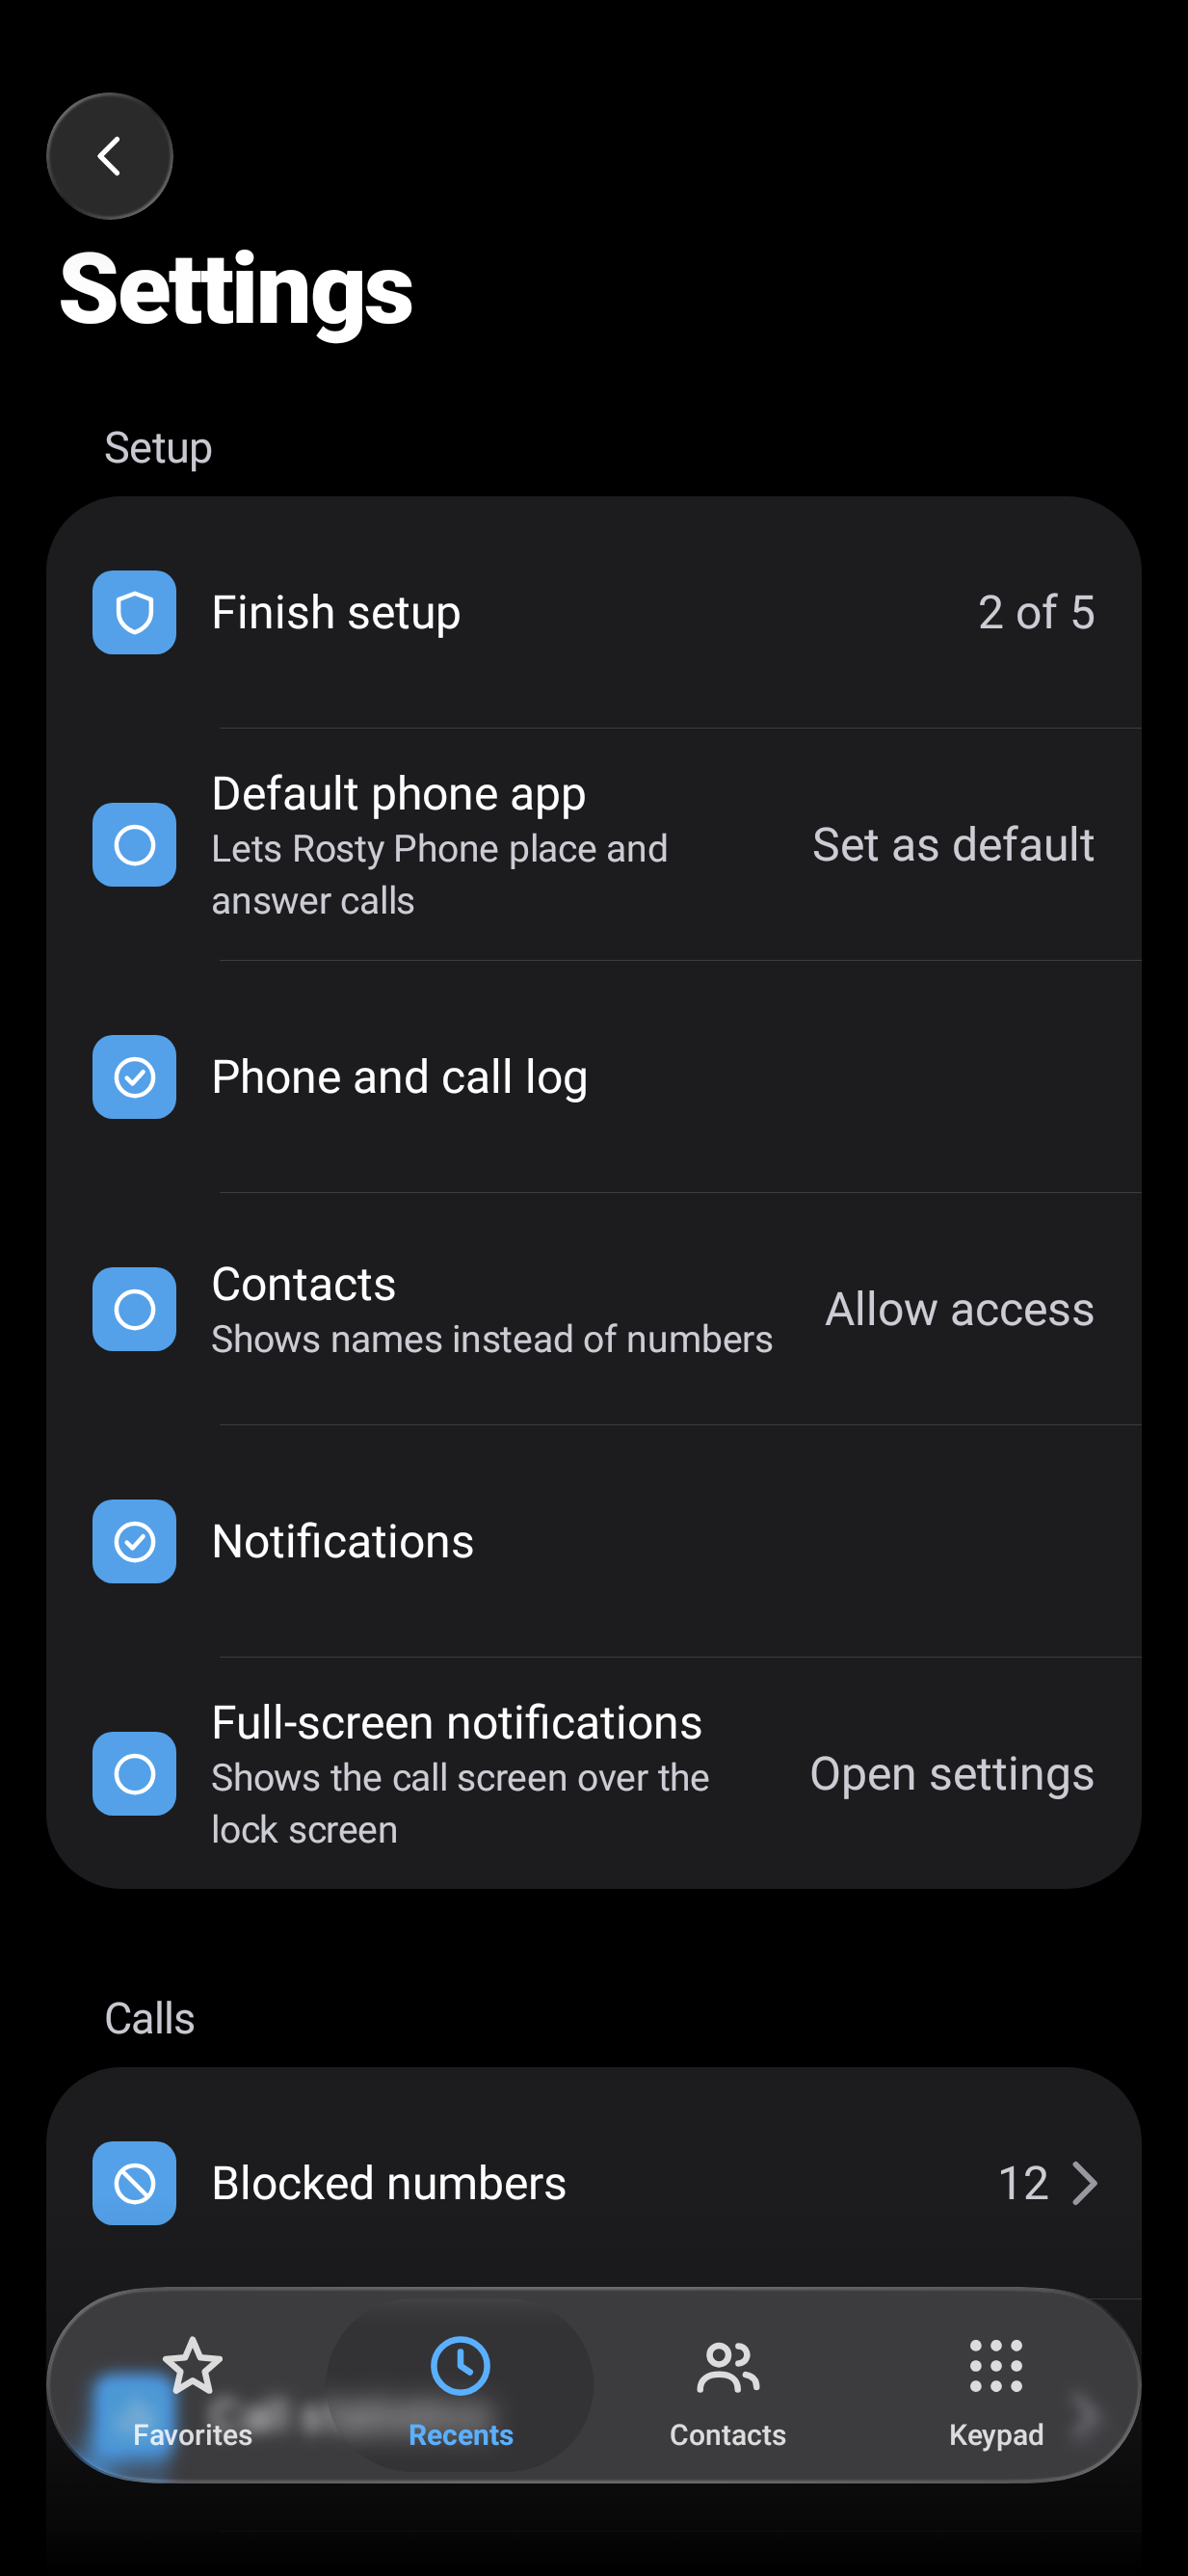 Settings
Setup
Finish setup
2 of 5
Default phone app
Lets Rosty Phone place and
answer calls
Set as default
Phone and call log
Contacts
Shows names instead of numbers
Allow access
Notifications
Full-screen notifications
Shows the call screen over the
lock screen
Open settings
Calls
Blocked numbers
12
Favorites
Recents
Contacts
Keypad